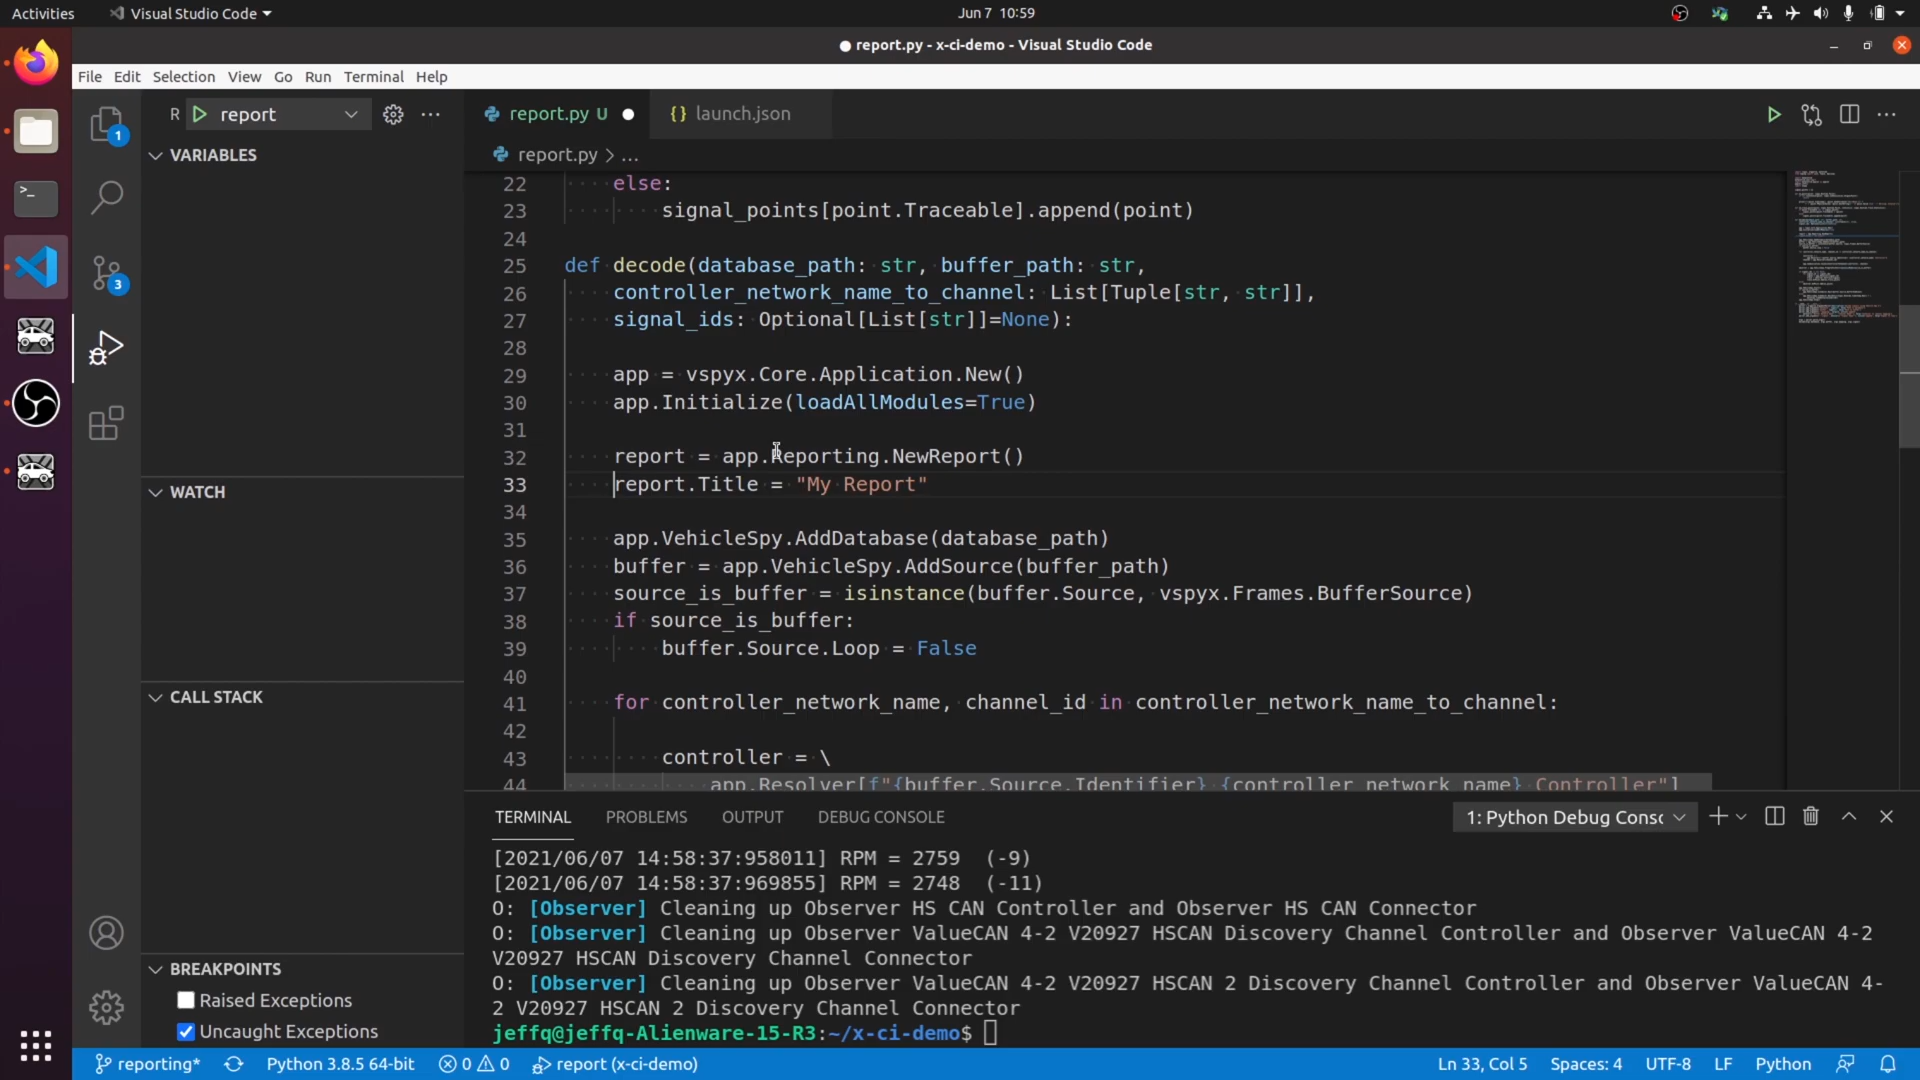 Activities
Visual Studio Code
Jun 7 10:59
● report.py - x-ci-demo - Visual Studio Code
File Edit Selection View Go Run Terminal Help
R report
report.py U
{} launch.json
VARIABLES
report.py > ...
22 else:
23 signal_points[point.Traceable].append(point)
24
25 def decode(database_path: str, buffer_path: str,
26 controller_network_name_to_channel: List[Tuple[str, str]],
27 signal_ids: Optional[List[str]]=None):
28
29 app = vspyx.Core.Application.New()
30 app.Initialize(loadAllModules=True)
31
32 report = app.Reporting.NewReport()
33 report.Title = "My Report"
34
35 app.VehicleSpy.AddDatabase(database_path)
36 buffer = app.VehicleSpy.AddSource(buffer_path)
37 source_is_buffer = isinstance(buffer.Source, vspyx.Frames.BufferSource)
38 if source_is_buffer:
39 buffer.Source.Loop = False
40
41 for controller_network_name, channel_id in controller_network_name_to_channel:
42
43 controller = \
44 app.Resolver[f"{buffer.Source.Identifier} {controller_network_name} Controller"]
1
3
WATCH
CALL STACK
BREAKPOINTS
Raised Exceptions
Uncaught Exceptions
TERMINAL PROBLEMS OUTPUT DEBUG CONSOLE
1: Python Debug Consc
[2021/06/07 14:58:37:958011] RPM = 2759 (-9)
[2021/06/07 14:58:37:969855] RPM = 2748 (-11)
O: [Observer] Cleaning up Observer HS CAN Controller and Observer HS CAN Connector
O: [Observer] Cleaning up Observer ValueCAN 4-2 V20927 HSCAN Discovery Channel Controller and Observer ValueCAN 4-2
V20927 HSCAN Discovery Channel Connector
O: [Observer] Cleaning up Observer ValueCAN 4-2 V20927 HSCAN 2 Discovery Channel Controller and Observer ValueCAN 4-
2 V20927 HSCAN 2 Discovery Channel Connector
jeffq@jeffq-Alienware-15-R3:~/x-ci-demo$
reporting* Python 3.8.5 64-bit 0 0 report (x-ci-demo)
Ln 33, Col 5 Spaces: 4 UTF-8 LF Python